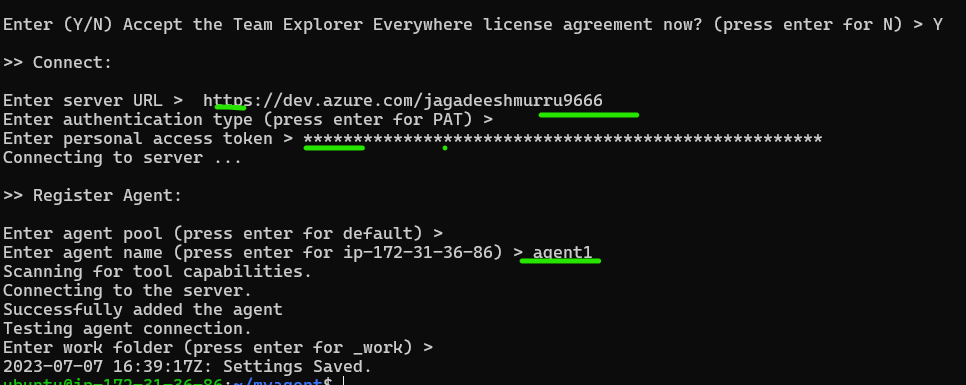 Enter (Y/N) Accept the Team Explorer Everywhere license agreement now? (press enter for N) > Y
>> Connect:
Enter server URL >  https://dev.azure.com/jagadeeshmurru9666
Enter authentication type (press enter for PAT) >
Enter personal access token > ****************************************************
Connecting to server ...
>> Register Agent:
Enter agent pool (press enter for default) >
Enter agent name (press enter for ip-172-31-36-86) > agent1
Scanning for tool capabilities.
Connecting to the server.
Successfully added the agent
Testing agent connection.
Enter work folder (press enter for _work) >
2023-07-07 16:39:17Z: Settings Saved.
ubuntu@ip-172-31-36-86:~/myagent$